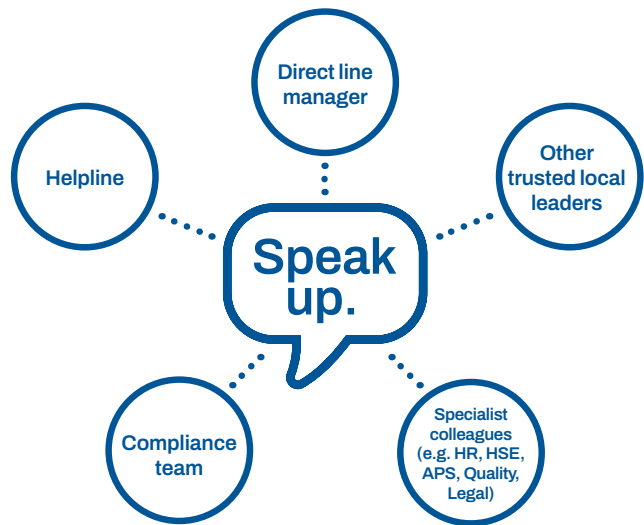 Direct line
manager
Helpline
Other
trusted local
leaders
Speak
up.
Compliance
team
Specialist
colleagues
(e.g. HR, HSE,
APS, Quality,
Legal)